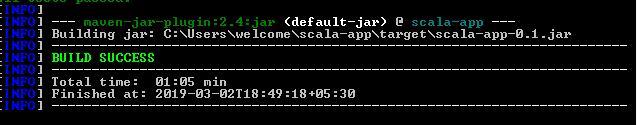 [INFO]
[INFO] --- maven-jar-plugin:2.4:jar (default-jar) @ scala-app ---
[INFO] Building jar: C:\Users\welcome\scala-app\target\scala-app-0.1.jar
[INFO] ------------------------------------------------------------------------
[INFO] BUILD SUCCESS
[INFO] ------------------------------------------------------------------------
[INFO] Total time:  01:05 min
[INFO] Finished at: 2019-03-02T18:49:18+05:30
[INFO] ------------------------------------------------------------------------